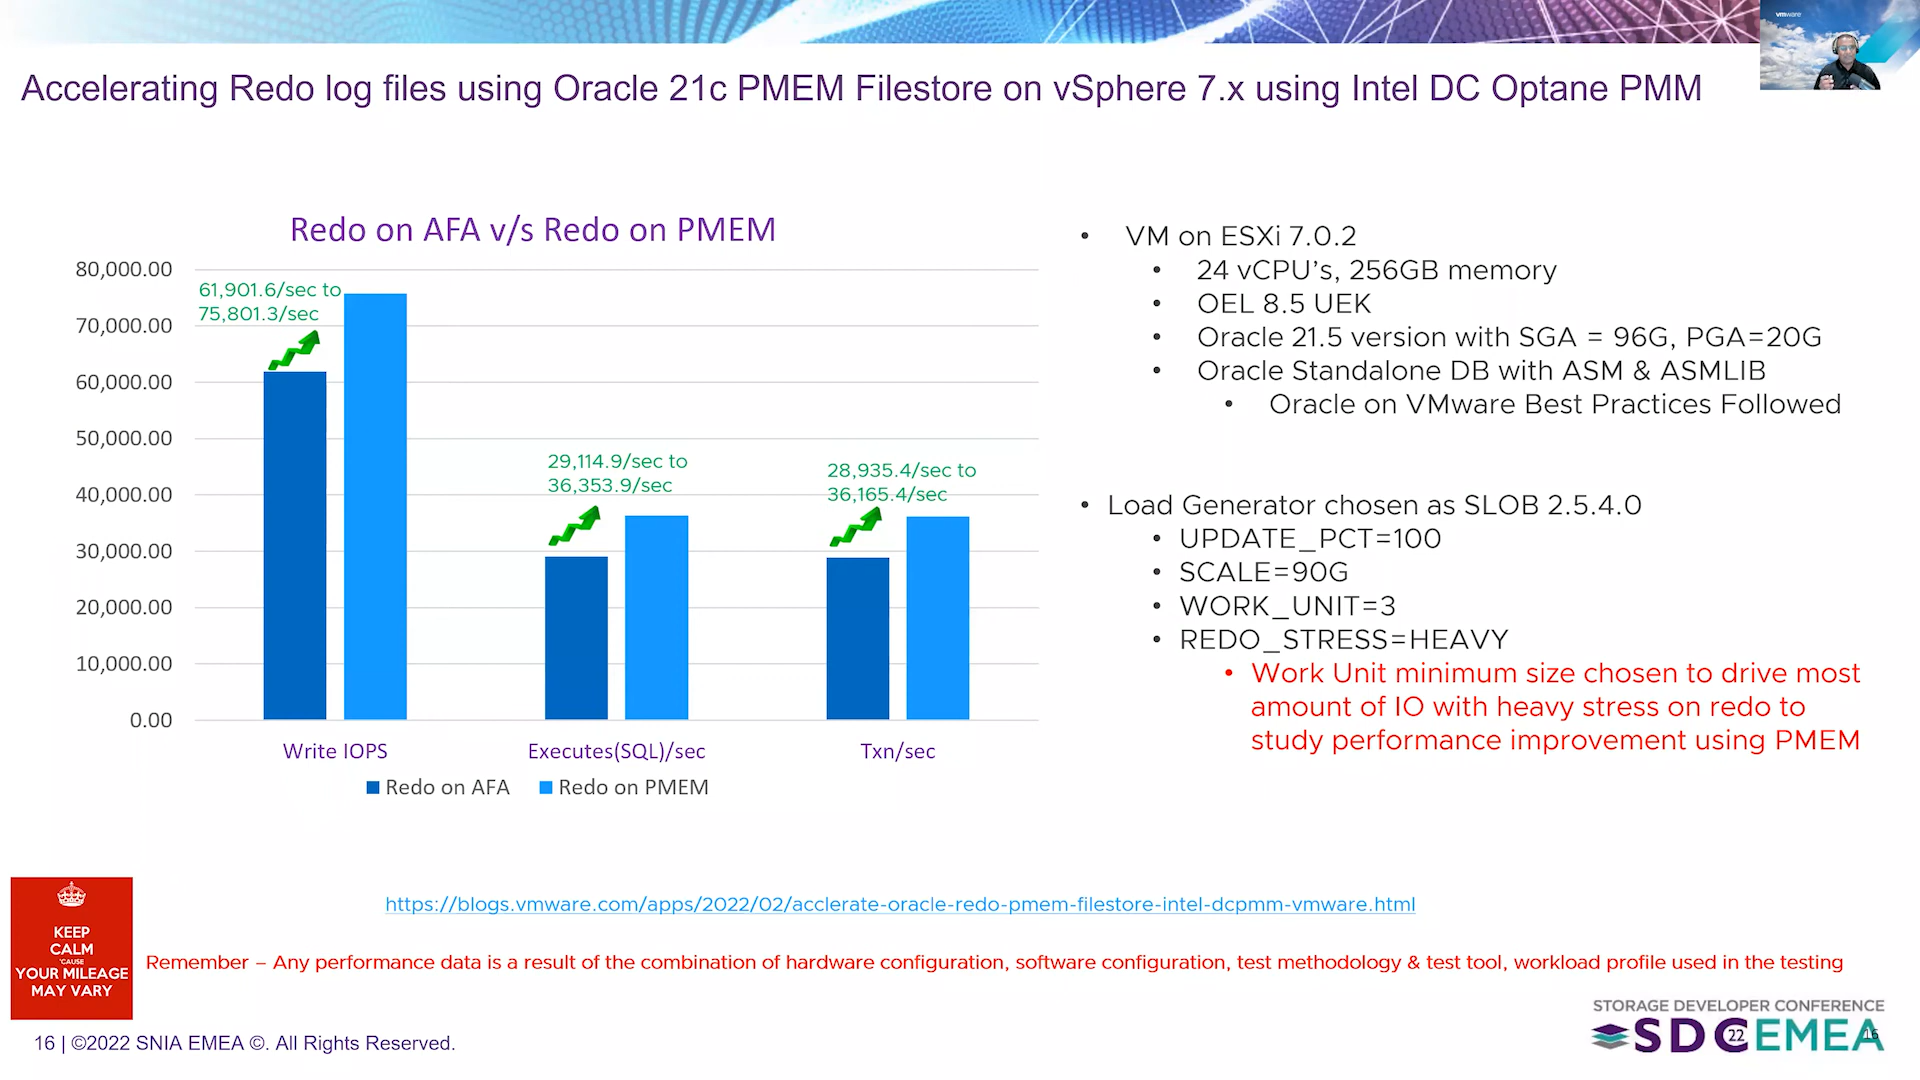 vmware
Accelerating Redo log files using Oracle 21c PMEM Filestore on vSphere 7.x using Intel DC Optane PMM
Redo on AFA v/s Redo on PMEM
80,000.00
70,000.00
60,000.00
50,000.00
40,000.00
30,000.00
20,000.00
10,000.00
0.00
61,901.6/sec to
75,801.3/sec
29,114.9/sec to
36,353.9/sec
28,935.4/sec to
36,165.4/sec
Write IOPS
Executes(SQL)/sec
Txn/sec
Redo on AFA
Redo on PMEM
• VM on ESXi 7.0.2
• 24 vCPU's, 256GB memory
• OEL 8.5 UEK
• Oracle 21.5 version with SGA = 96G, PGA=20G
• Oracle Standalone DB with ASM & ASMLIB
• Oracle on VMware Best Practices Followed
• Load Generator chosen as SLOB 2.5.4.0
• UPDATE_PCT=100
• SCALE=90G
• WORK_UNIT=3
• REDO_STRESS=HEAVY
• Work Unit minimum size chosen to drive most
amount of IO with heavy stress on redo to
study performance improvement using PMEM
https://blogs.vmware.com/apps/2022/02/acclerate-oracle-redo-pmem-filestore-intel-dcpmm-vmware.html
KEEP
CALM
'CAUSE
YOUR MILEAGE
MAY VARY
Remember – Any performance data is a result of the combination of hardware configuration, software configuration, test methodology & test tool, workload profile used in the testing
16 | ©2022 SNIA EMEA ©. All Rights Reserved.
STORAGE DEVELOPER CONFERENCE
SDC 22 EMEA
16